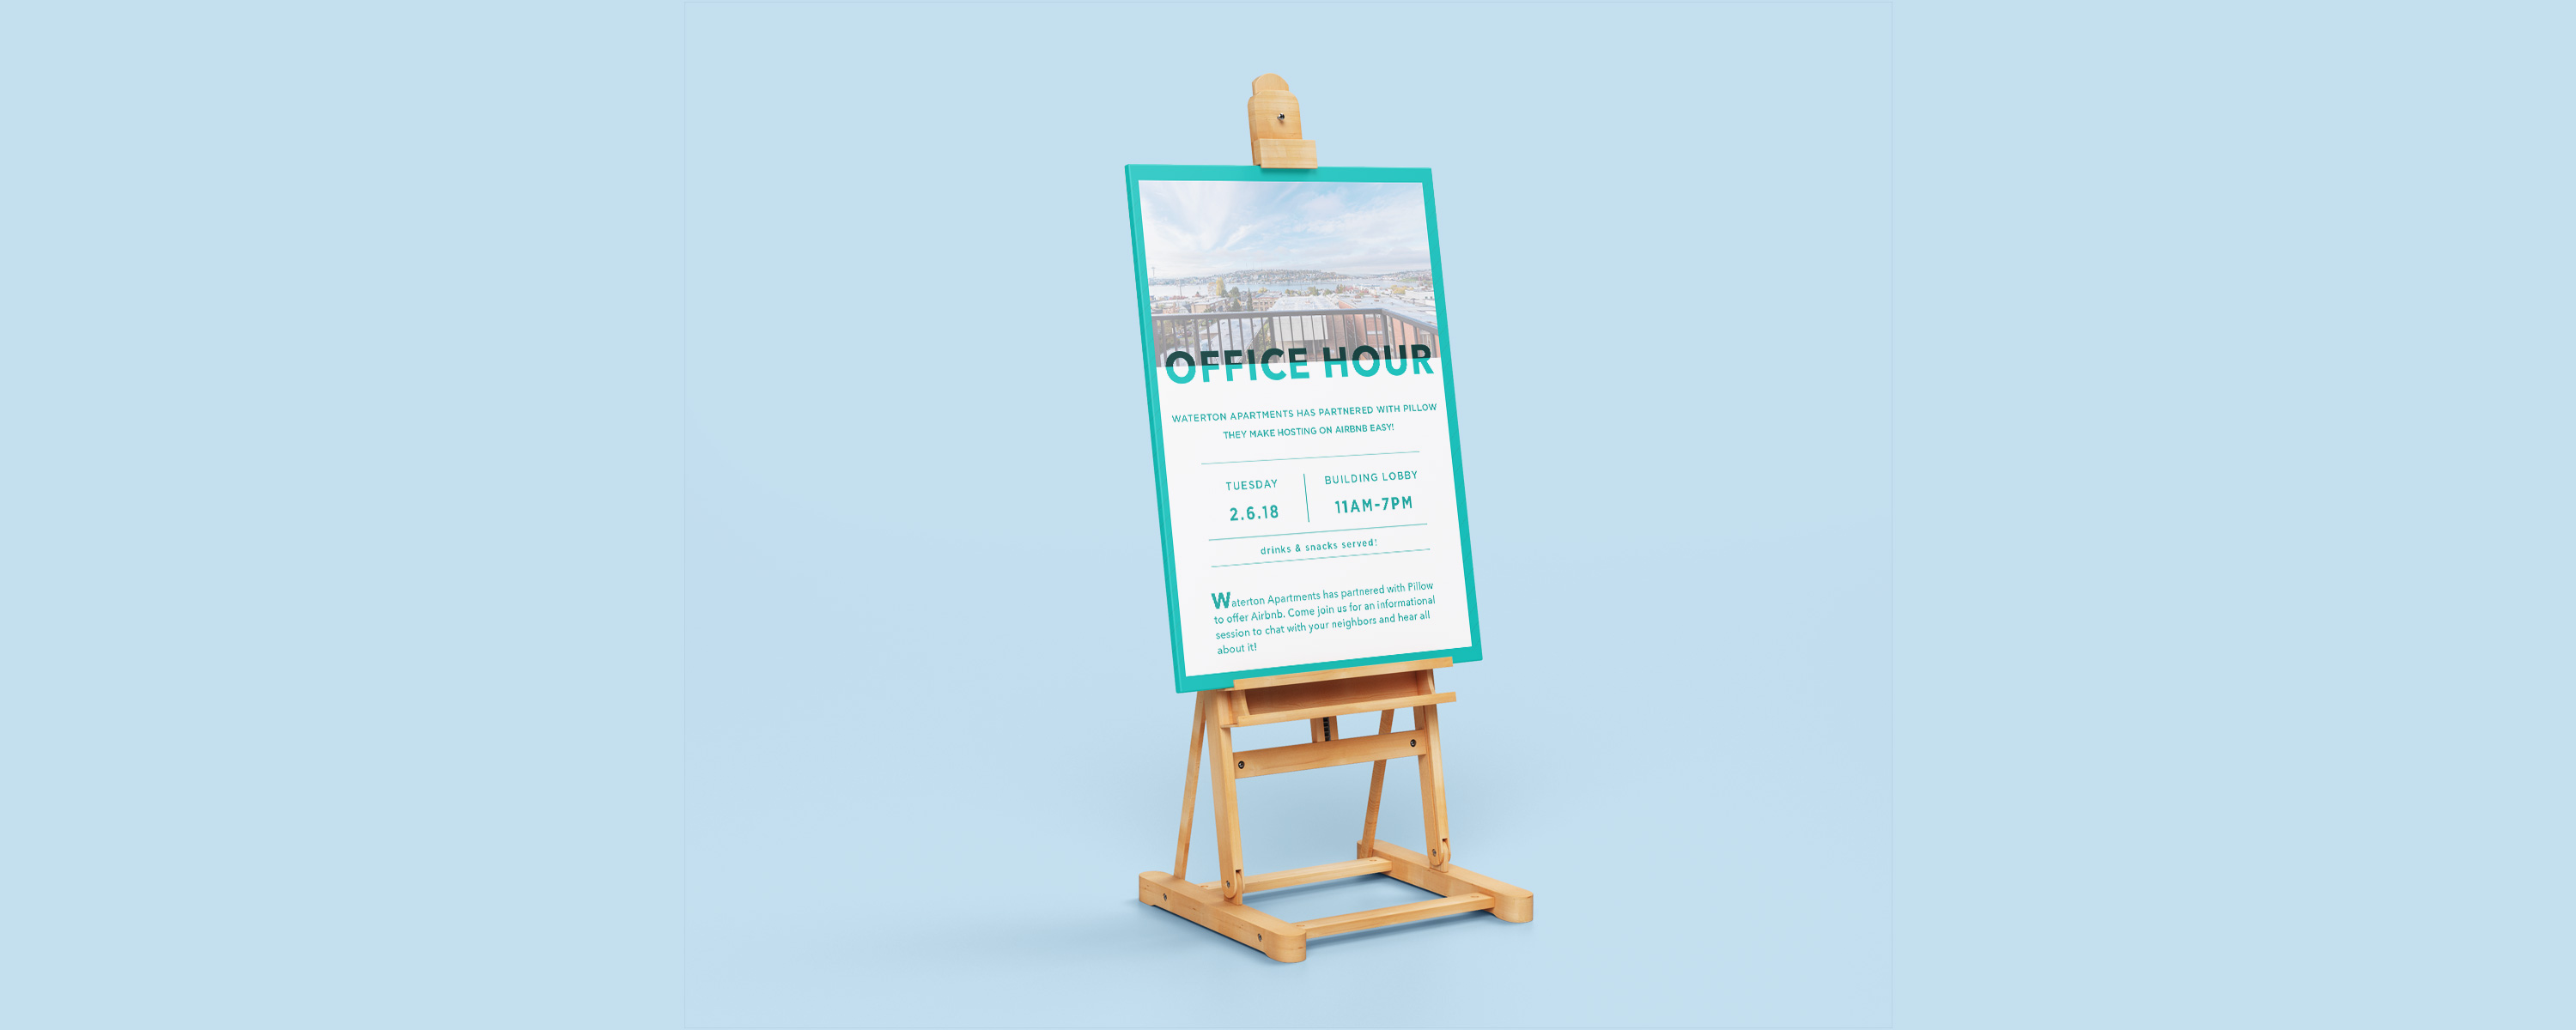 OFFICE HOUR
WATERTON APARTMENTS HAS PARTNERED WITH PILLOW
THEY MAKE HOSTING ON AIRBNB EASY!
TUESDAY
2.6.18
BUILDING LOBBY
11AM-7PM
drinks & snacks served!
Waterton Apartments has partnered with Pillow
to offer Airbnb. Come join us for an informational
session to chat with your neighbors and hear all
about it!